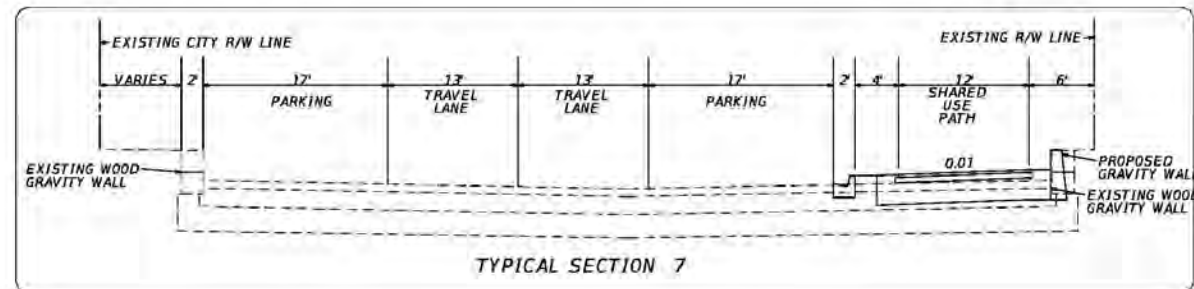 EXISTING CITY R/W LINE
EXISTING R/W LINE
VARIES 2' 17' 13' 13' 17' 2' 4' 12' 6'
PARKING TRAVEL LANE TRAVEL LANE PARKING SHARED USE PATH
EXISTING WOOD
GRAVITY WALL
0.01
PROPOSED
GRAVITY WALL
EXISTING WOOD
GRAVITY WALL
TYPICAL SECTION 7